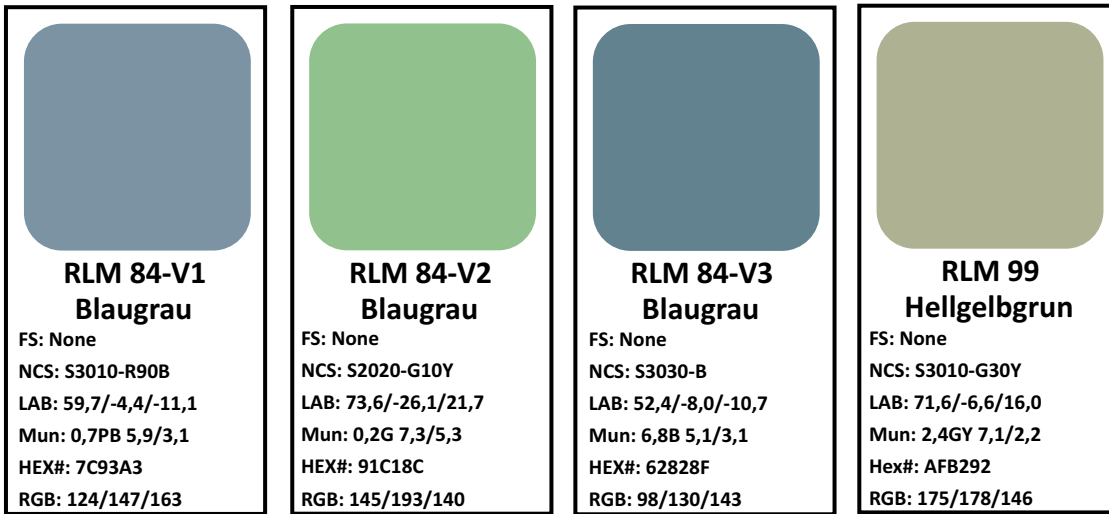 RLM 84-V1
Blaugrau
FS: None
NCS: S3010-R90B
LAB: 59,7/-4,4/-11,1
Mun: 0,7PB 5,9/3,1
HEX#: 7C93A3
RGB: 124/147/163
RLM 84-V2
Blaugrau
FS: None
NCS: S2020-G10Y
LAB: 73,6/-26,1/21,7
Mun: 0,2G 7,3/5,3
HEX#: 91C18C
RGB: 145/193/140
RLM 84-V3
Blaugrau
FS: None
NCS: S3030-B
LAB: 52,4/-8,0/-10,7
Mun: 6,8B 5,1/3,1
HEX#: 62828F
RGB: 98/130/143
RLM 99
Hellgelbgrun
FS: None
NCS: S3010-G30Y
LAB: 71,6/-6,6/16,0
Mun: 2,4GY 7,1/2,2
Hex#: AFB292
RGB: 175/178/146